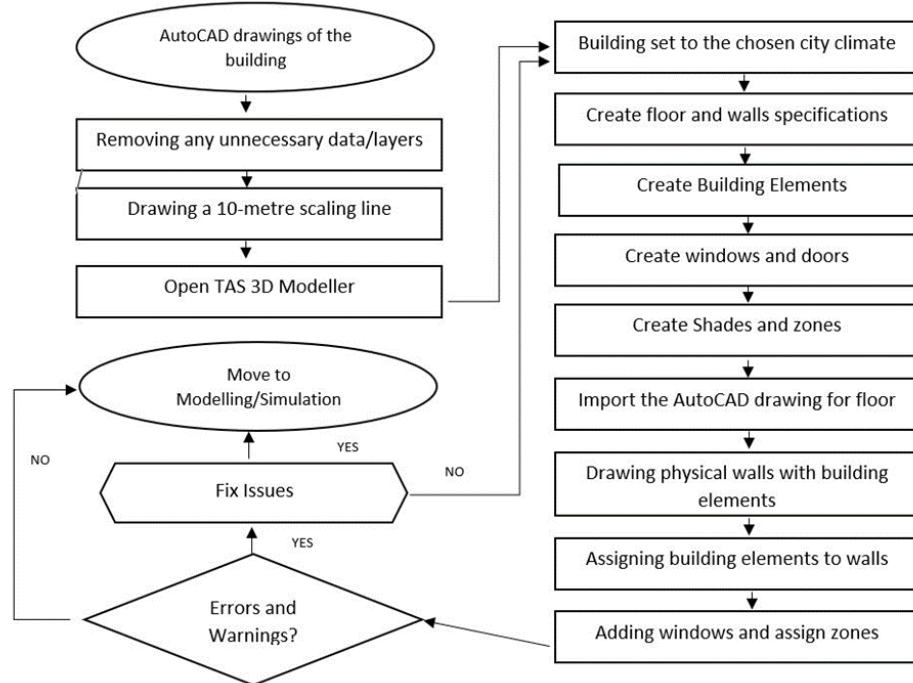 AutoCAD drawings of the
building
Removing any unnecessary data/layers
Drawing a 10-metre scaling line
Open TAS 3D Modeller
Building set to the chosen city climate
Create floor and walls specifications
Create Building Elements
Create windows and doors
Create Shades and zones
Import the AutoCAD drawing for floor
Drawing physical walls with building
elements
Assigning building elements to walls
Adding windows and assign zones
Errors and
Warnings?
YES
NO
Fix Issues
YES
NO
Move to
Modelling/Simulation